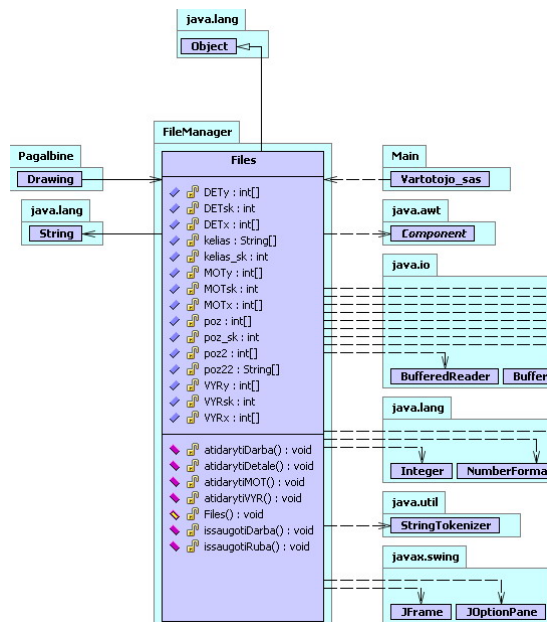 java.lang
Object
FileManager
Files
Pagalbine
Drawing
java.lang
String
DETy : int[]
DETsk : int
DETx : int[]
kelias : String[]
kelias_sk : int
MOTy : int[]
MOTsk : int
MOTx : int[]
poz : int[]
poz_sk : int
poz2 : int[]
poz22 : String[]
VYRy : int[]
VYRsk : int
VYRx : int[]
atidarytiDarba() : void
atidarytiDetale() : void
atidarytiMOT() : void
atidarytiVYR() : void
Files() : void
issaugotiDarba() : void
issaugotiRuba() : void
Main
Vartotojo_sas
java.awt
Component
java.io
BufferedReader Buffer
java.lang
Integer NumberForma
java.util
StringTokenizer
javax.swing
JFrame JOptionPane